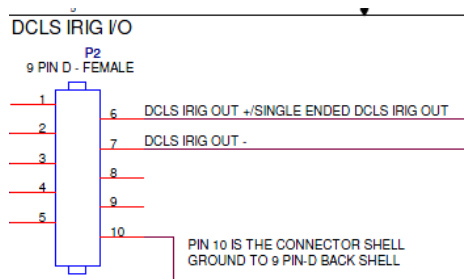 DCLS IRIG I/O
P2
9 PIN D - FEMALE
1
6 DCLS IRIG OUT +/SINGLE ENDED DCLS IRIG OUT
2
7 DCLS IRIG OUT -
3
8
4
9
5
10
PIN 10 IS THE CONNECTOR SHELL
GROUND TO 9 PIN-D BACK SHELL